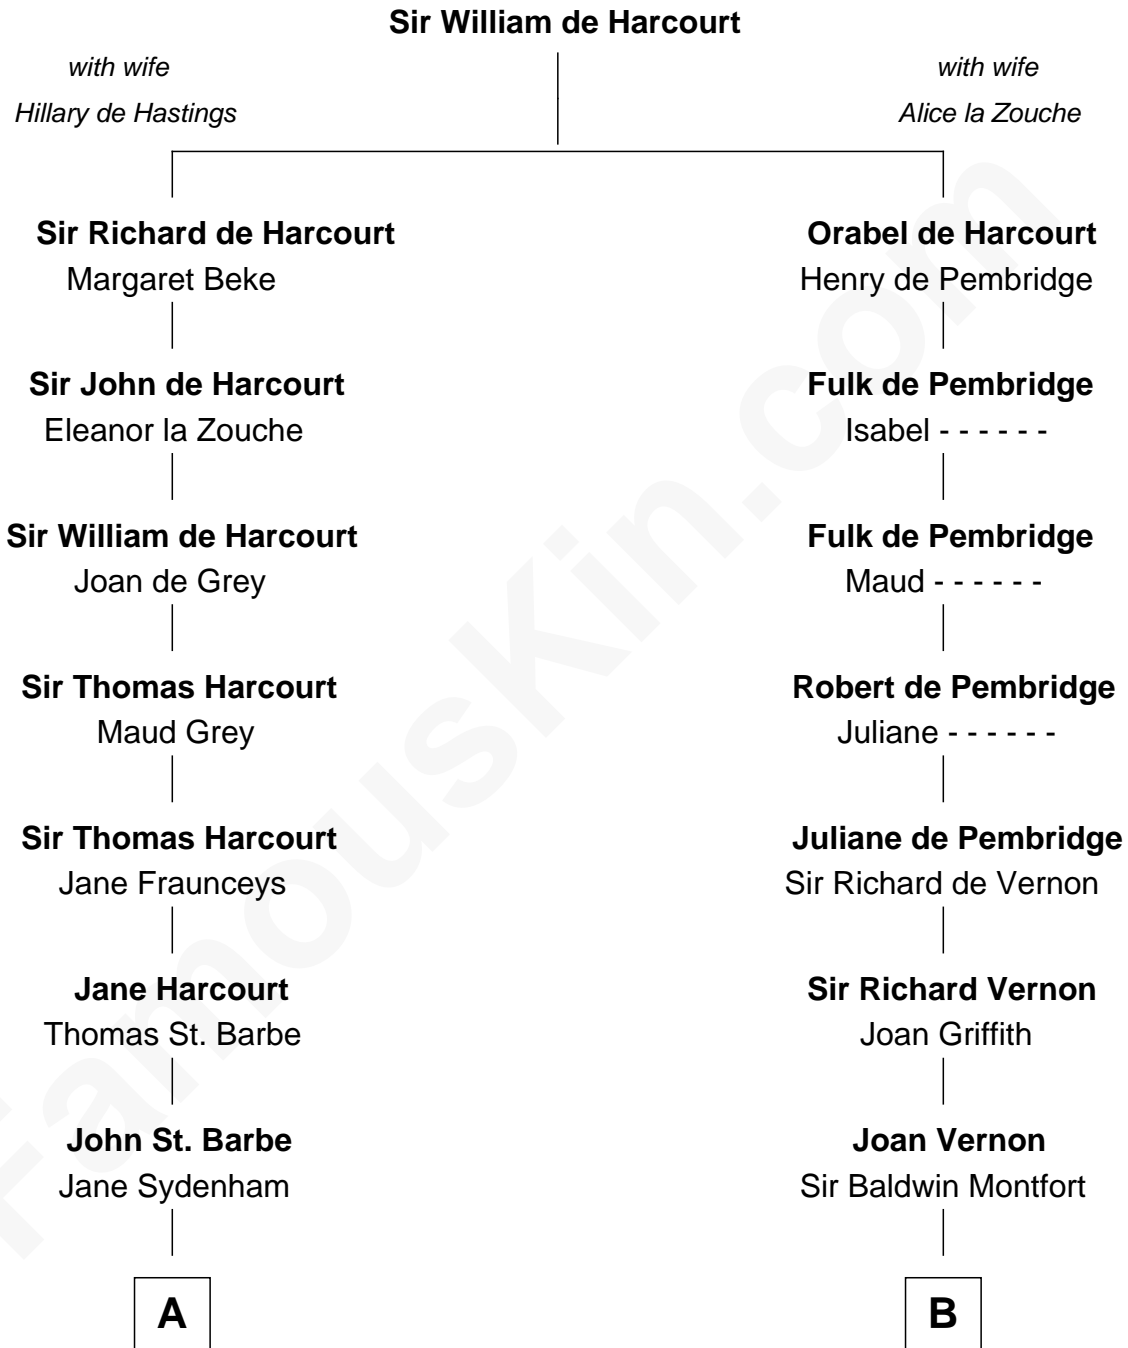 Sir William de Harcourt
with wife
Hillary de Hastings
with wife
Alice la Zouche
Sir Richard de Harcourt
Margaret Beke
Orabel de Harcourt
Henry de Pembridge
Sir John de Harcourt
Eleanor la Zouche
Fulk de Pembridge
Isabel - - - - - -
Sir William de Harcourt
Joan de Grey
Fulk de Pembridge
Maud - - - - - -
Sir Thomas Harcourt
Maud Grey
Robert de Pembridge
Juliane - - - - - -
Sir Thomas Harcourt
Jane Fraunceys
Juliane de Pembridge
Sir Richard de Vernon
Jane Harcourt
Thomas St. Barbe
Sir Richard Vernon
Joan Griffith
John St. Barbe
Jane Sydenham
Joan Vernon
Sir Baldwin Montfort
A
B
FamousKin.com